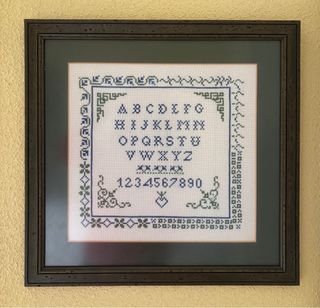 ABCDEFG
HIJKLMN
OPQRSTU
VWXYZ
1234567890